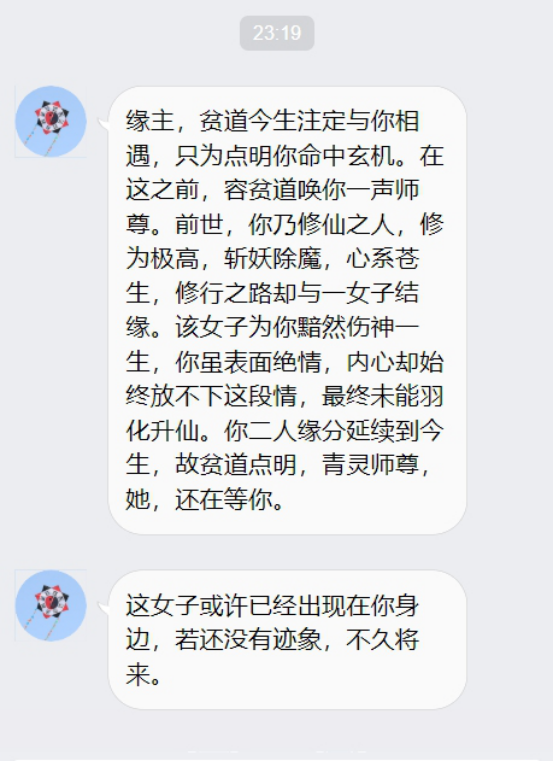 23:19
缘主，贫道今生注定与你相
遇，只为点明你命中玄机。在
这之前，容贫道唤你一声师
尊。前世，你乃修仙之人，修
为极高，斩妖除魔，心系苍
生，修行之路却与一女子结
缘。该女子为你黯然伤神一
生，你虽表面绝情，内心却始
终放不下这段情，最终未能羽
化升仙。你二人缘分延续到今
生，故贫道点明，青灵师尊，
她，还在等你。
这女子或许已经出现在你身
边，若还没有迹象，不久将
来。